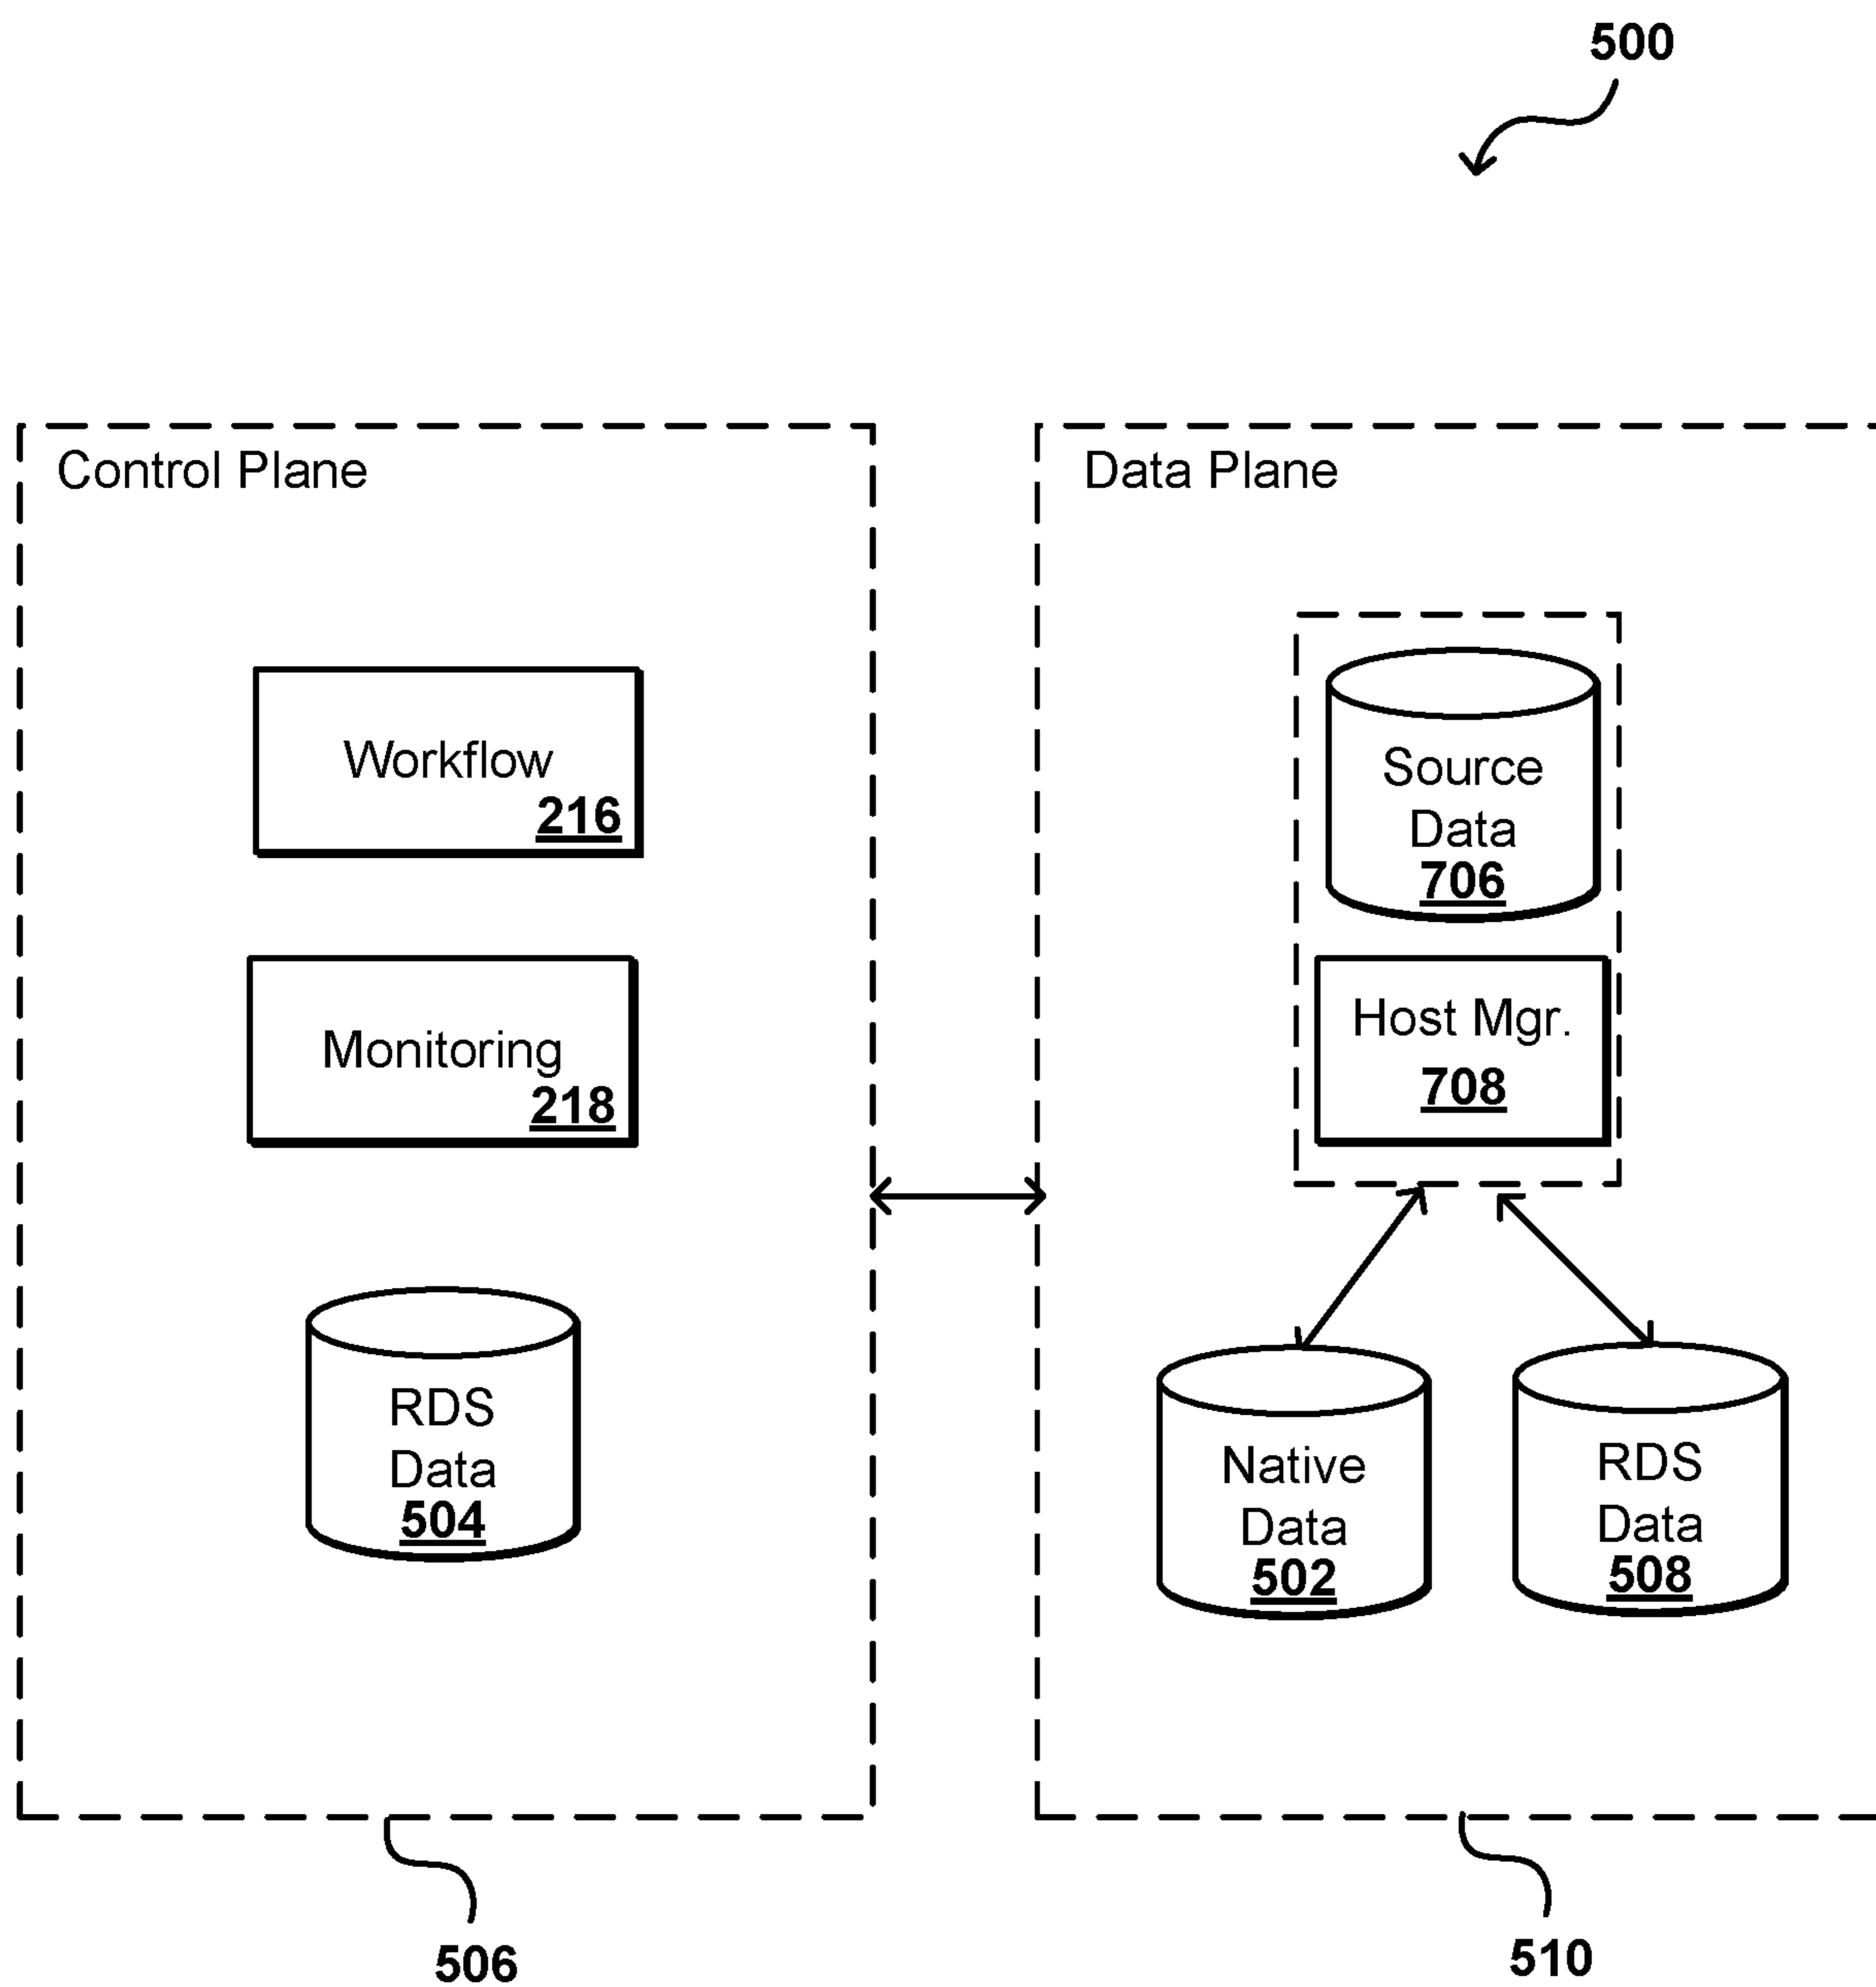 500
Control Plane
Workflow
216
Monitoring
218
RDS
Data
504
506
Data Plane
Source
Data
706
Host Mgr.
708
Native
Data
502
RDS
Data
508
510